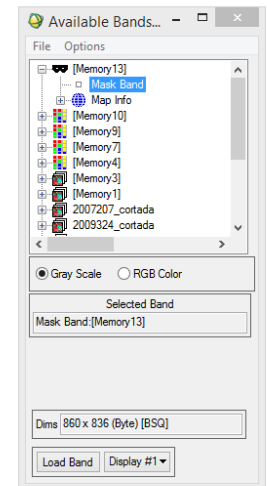 Available Bands...
File Options
[Memory13]
Mask Band
Map Info
[Memory10]
[Memory9]
[Memory7]
[Memory4]
[Memory3]
[Memory1]
2007207_cortada
2009324_cortada
Gray Scale RGB Color
Selected Band
Mask Band:[Memory13]
Dims 860 x 836 (Byte) [BSQ]
Load Band Display #1